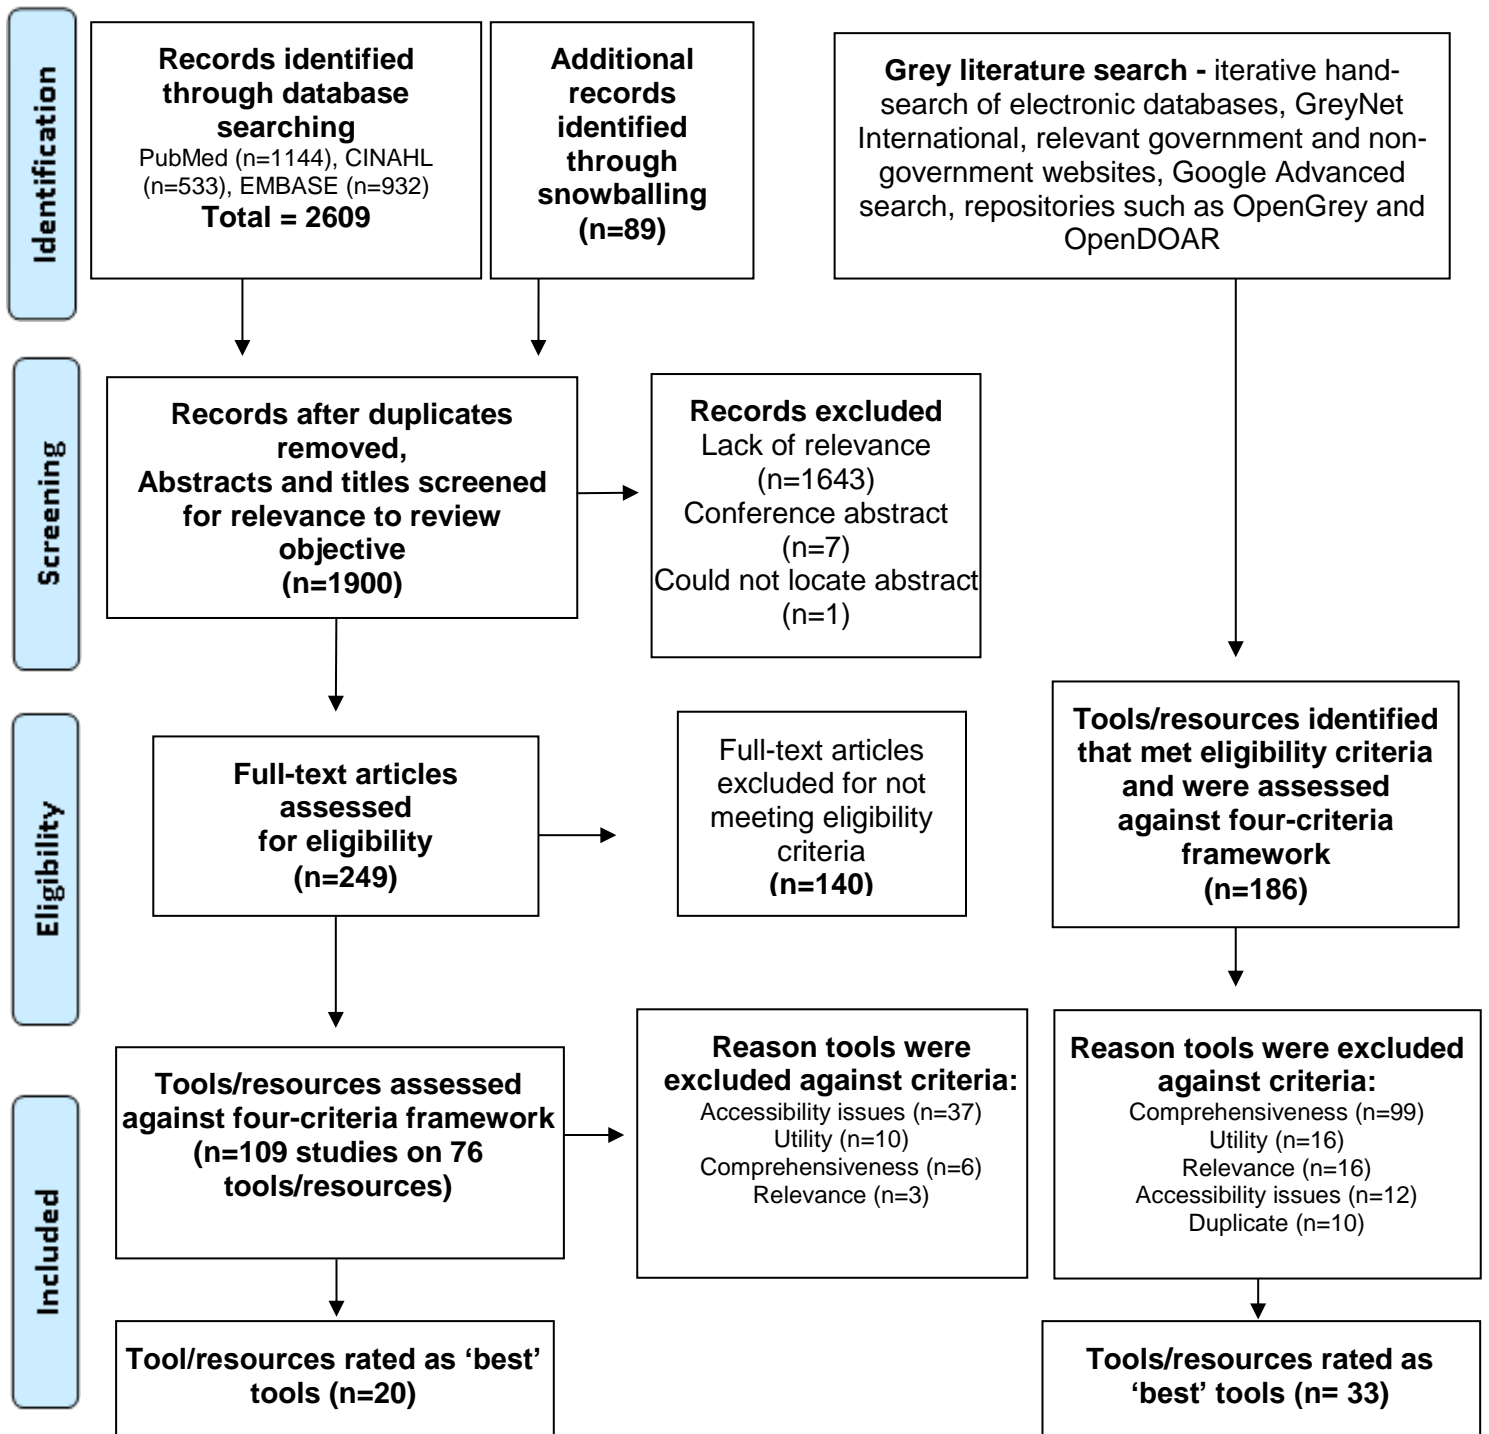 Identification
Records identified
through database
searching
PubMed (n=1144), CINAHL
(n=533), EMBASE (n=932)
Total = 2609
Additional
records
identified
through
snowballing
(n=89)
Grey literature search - iterative hand-
search of electronic databases, GreyNet
International, relevant government and non-
government websites, Google Advanced
search, repositories such as OpenGrey and
OpenDOAR
Screening
Records after duplicates
removed,
Abstracts and titles screened
for relevance to review
objective
(n=1900)
Records excluded
Lack of relevance
(n=1643)
Conference abstract
(n=7)
Could not locate abstract
(n=1)
Eligibility
Full-text articles
assessed
for eligibility
(n=249)
Full-text articles
excluded for not
meeting eligibility
criteria
(n=140)
Tools/resources identified
that met eligibility criteria
and were assessed
against four-criteria
framework
(n=186)
Included
Tools/resources assessed
against four-criteria framework
(n=109 studies on 76
tools/resources)
Reason tools were
excluded against criteria:
Accessibility issues (n=37)
Utility (n=10)
Comprehensiveness (n=6)
Relevance (n=3)
Reason tools were excluded
against criteria:
Comprehensiveness (n=99)
Utility (n=16)
Relevance (n=16)
Accessibility issues (n=12)
Duplicate (n=10)
Tool/resources rated as ‘best’
tools (n=20)
Tools/resources rated as
‘best’ tools (n= 33)